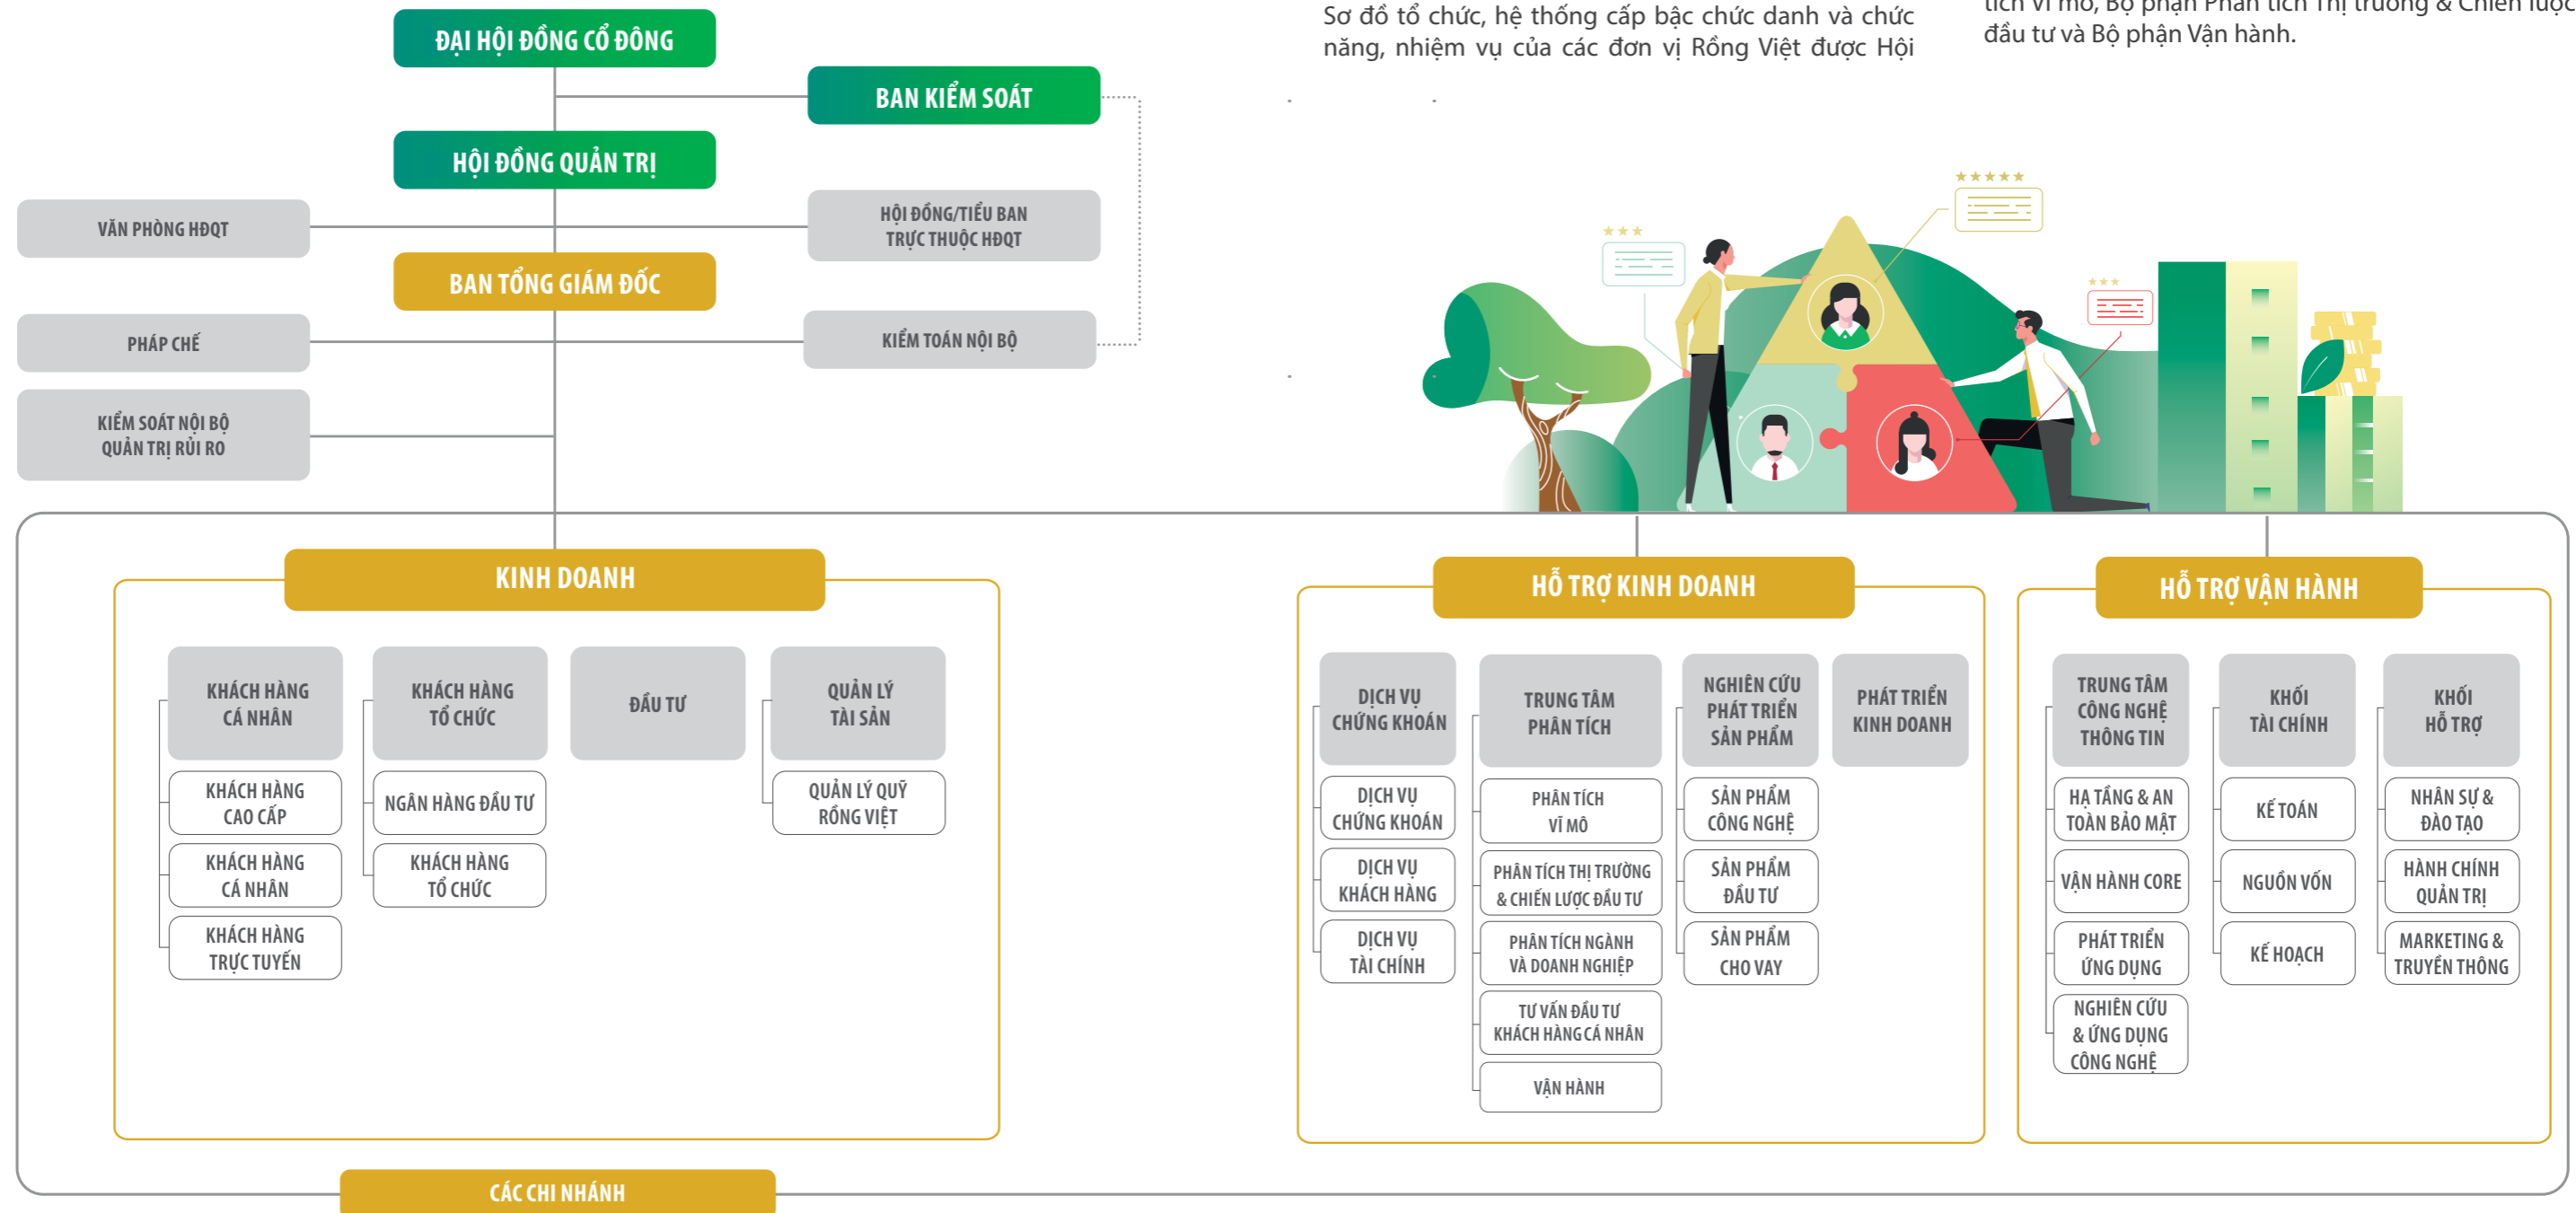 Sơ đồ tổ chức, hệ thống cấp bậc chức danh và chức
năng, nhiệm vụ của các đơn vị Rồng Việt được Hội
tích Vĩ mô, Bộ phận Phân tích Thị trường & Chiến lược
đầu tư và Bộ phận Vận hành.
ĐẠI HỘI ĐỒNG CỔ ĐÔNG
BAN KIỂM SOÁT
HỘI ĐỒNG QUẢN TRỊ
VĂN PHÒNG HĐQT
HỘI ĐỒNG/TIỂU BAN
TRỰC THUỘC HĐQT
BAN TỔNG GIÁM ĐỐC
PHÁP CHẾ
KIỂM TOÁN NỘI BỘ
KIỂM SOÁT NỘI BỘ
QUẢN TRỊ RỦI RO
KINH DOANH
KHÁCH HÀNG
CÁ NHÂN
KHÁCH HÀNG
CAO CẤP
KHÁCH HÀNG
CÁ NHÂN
KHÁCH HÀNG
TRỰC TUYẾN
KHÁCH HÀNG
TỔ CHỨC
NGÂN HÀNG ĐẦU TƯ
KHÁCH HÀNG
TỔ CHỨC
ĐẦU TƯ
QUẢN LÝ
TÀI SẢN
QUẢN LÝ QUỸ
RỒNG VIỆT
HỖ TRỢ KINH DOANH
DỊCH VỤ
CHỨNG KHOÁN
DỊCH VỤ
CHỨNG KHOÁN
DỊCH VỤ
KHÁCH HÀNG
DỊCH VỤ
TÀI CHÍNH
TRUNG TÂM
PHÂN TÍCH
PHÂN TÍCH
VĨ MÔ
PHÂN TÍCH THỊ TRƯỜNG
& CHIẾN LƯỢC ĐẦU TƯ
PHÂN TÍCH NGÀNH
VÀ DOANH NGHIỆP
TƯ VẤN ĐẦU TƯ
KHÁCH HÀNG CÁ NHÂN
VẬN HÀNH
NGHIÊN CỨU
PHÁT TRIỂN
SẢN PHẨM
SẢN PHẨM
CÔNG NGHỆ
SẢN PHẨM
ĐẦU TƯ
SẢN PHẨM
CHO VAY
PHÁT TRIỂN
KINH DOANH
HỖ TRỢ VẬN HÀNH
TRUNG TÂM
CÔNG NGHỆ
THÔNG TIN
HẠ TẦNG & AN
TOÀN BẢO MẬT
VẬN HÀNH CORE
PHÁT TRIỂN
ỨNG DỤNG
NGHIÊN CỨU
& ỨNG DỤNG
CÔNG NGHỆ
KHỐI
TÀI CHÍNH
KẾ TOÁN
NGUỒN VỐN
KẾ HOẠCH
KHỐI
HỖ TRỢ
NHÂN SỰ &
ĐÀO TẠO
HÀNH CHÍNH
QUẢN TRỊ
MARKETING &
TRUYỀN THÔNG
CÁC CHI NHÁNH